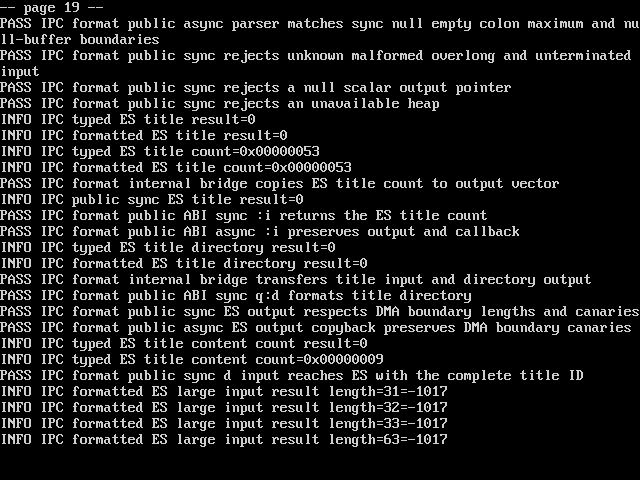 -- page 19 --
PASS IPC format public async parser matches sync null empty colon maximum and nu
ll-buffer boundaries
PASS IPC format public sync rejects unknown malformed overlong and unterminated
input
PASS IPC format public sync rejects a null scalar output pointer
PASS IPC format public sync rejects an unavailable heap
INFO IPC typed ES title result=0
INFO IPC formatted ES title result=0
INFO IPC typed ES title count=0x00000053
INFO IPC formatted ES title count=0x00000053
PASS IPC format internal bridge copies ES title count to output vector
INFO IPC public sync ES title result=0
PASS IPC format public ABI sync :i returns the ES title count
PASS IPC format public ABI async :i preserves output and callback
INFO IPC typed ES title directory result=0
INFO IPC formatted ES title directory result=0
PASS IPC format internal bridge transfers title input and directory output
PASS IPC format public ABI sync q:d formats title directory
PASS IPC format public sync ES output respects DMA boundary lengths and canaries
PASS IPC format public async ES output copyback preserves DMA boundary canaries
INFO IPC typed ES title content count result=0
INFO IPC typed ES title content count=0x00000009
PASS IPC format public sync d input reaches ES with the complete title ID
INFO IPC formatted ES large input result length=31=-1017
INFO IPC formatted ES large input result length=32=-1017
INFO IPC formatted ES large input result length=33=-1017
INFO IPC formatted ES large input result length=63=-1017